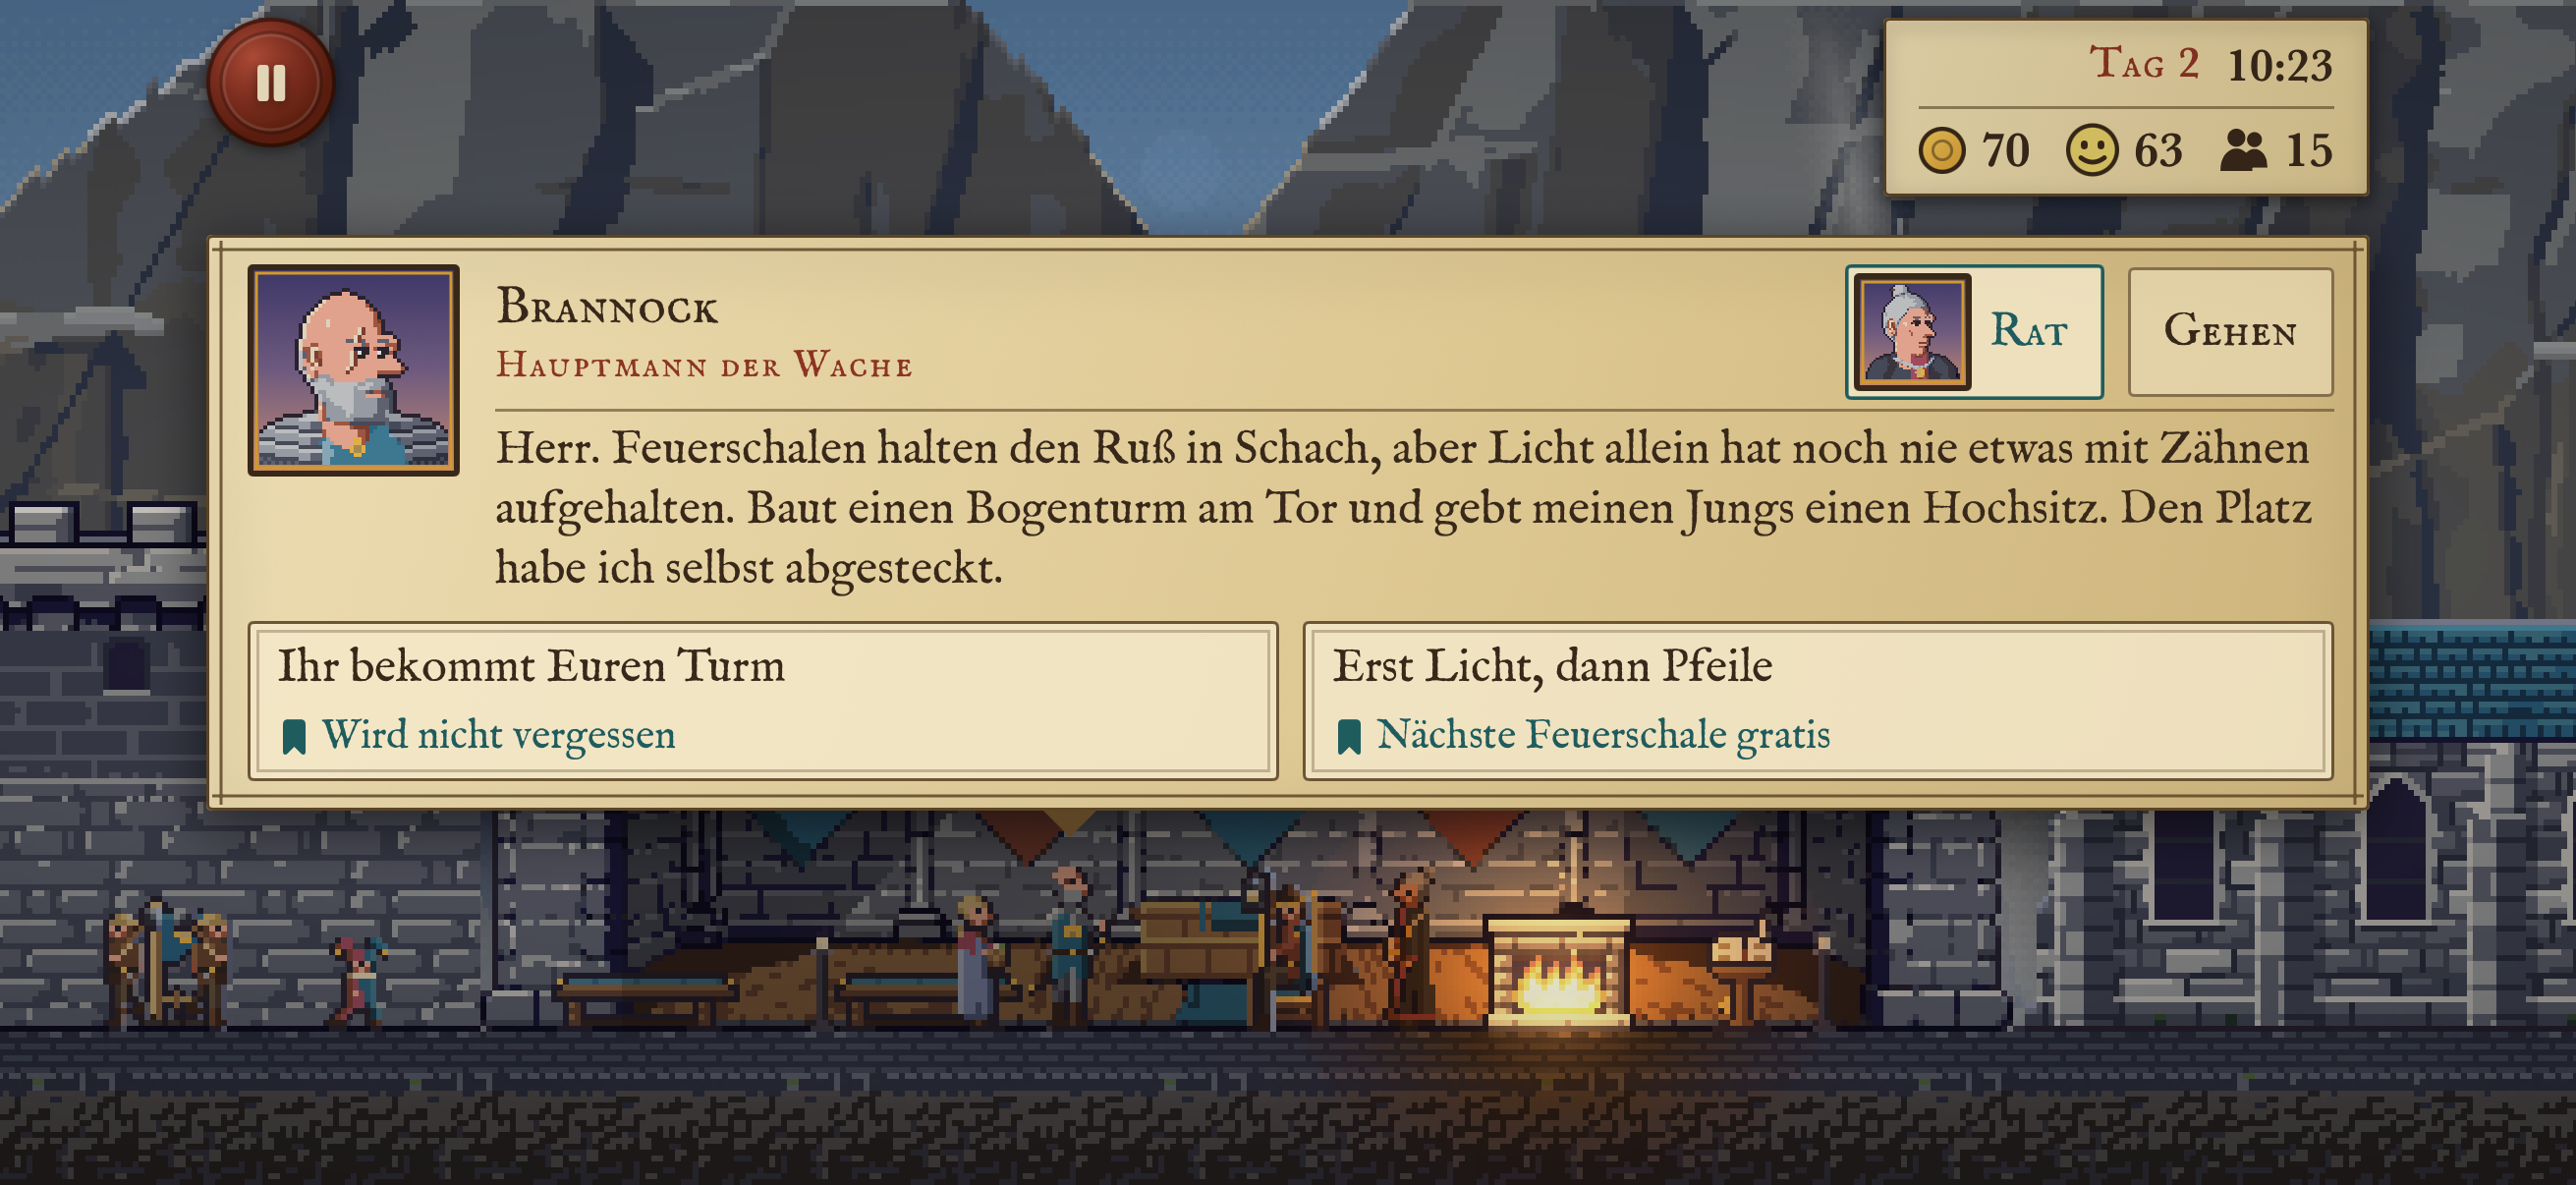 Tag 2 10:23
70 63 15
Brannock
Hauptmann der Wache
Rat
Gehen
Herr. Feuerschalen halten den Ruß in Schach, aber Licht allein hat noch nie etwas mit Zähnen
aufgehalten. Baut einen Bogenturm am Tor und gebt meinen Jungs einen Hochsitz. Den Platz
habe ich selbst abgesteckt.
Ihr bekommt Euren Turm
Wird nicht vergessen
Erst Licht, dann Pfeile
Nächste Feuerschale gratis